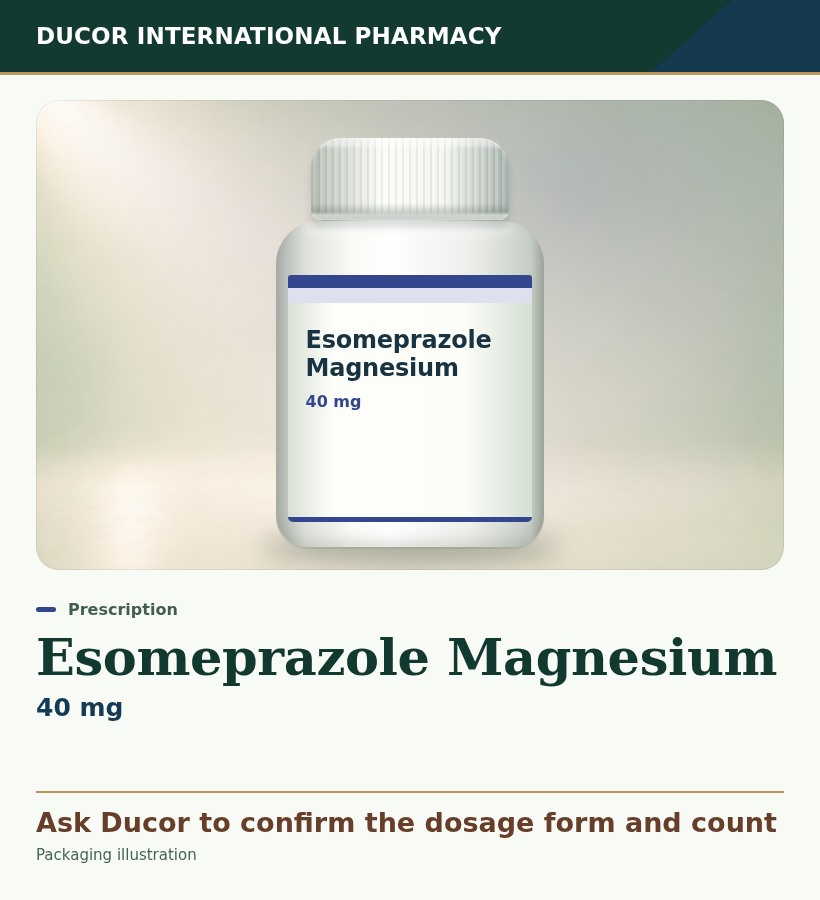 DUCOR INTERNATIONAL PHARMACY
Esomeprazole
Magnesium
40 mg
Prescription
Esomeprazole Magnesium
40 mg
Ask Ducor to confirm the dosage form and count
Packaging illustration